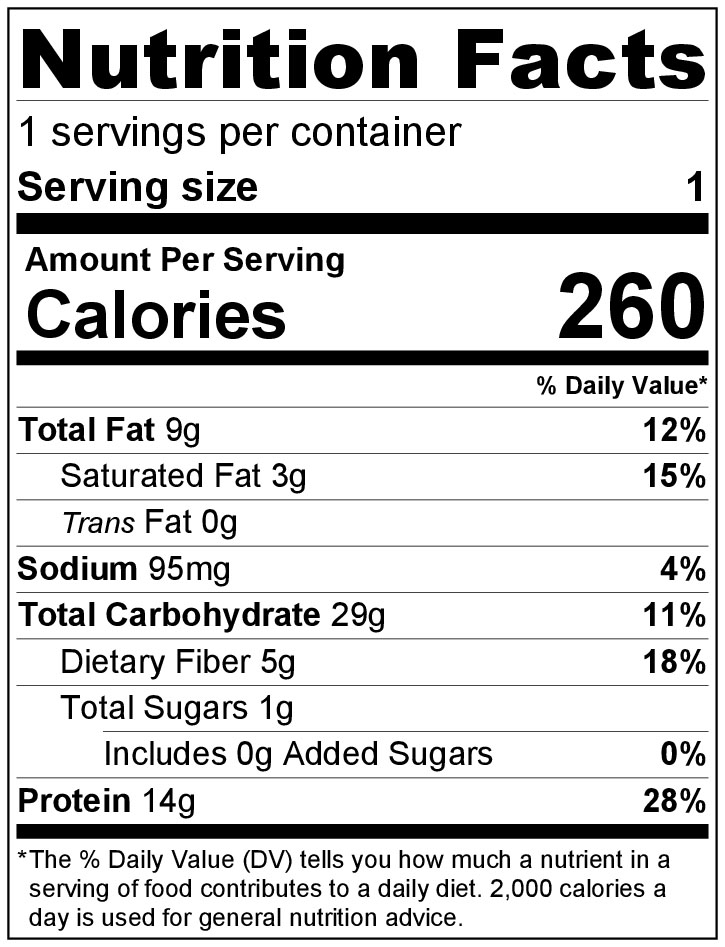 Nutrition Facts
1 servings per container
Serving size 1
Amount Per Serving
Calories 260
% Daily Value*
Total Fat 9g 12%
Saturated Fat 3g 15%
Trans Fat 0g
Sodium 95mg 4%
Total Carbohydrate 29g 11%
Dietary Fiber 5g 18%
Total Sugars 1g
Includes 0g Added Sugars 0%
Protein 14g 28%
*The % Daily Value (DV) tells you how much a nutrient in a
serving of food contributes to a daily diet. 2,000 calories a
day is used for general nutrition advice.